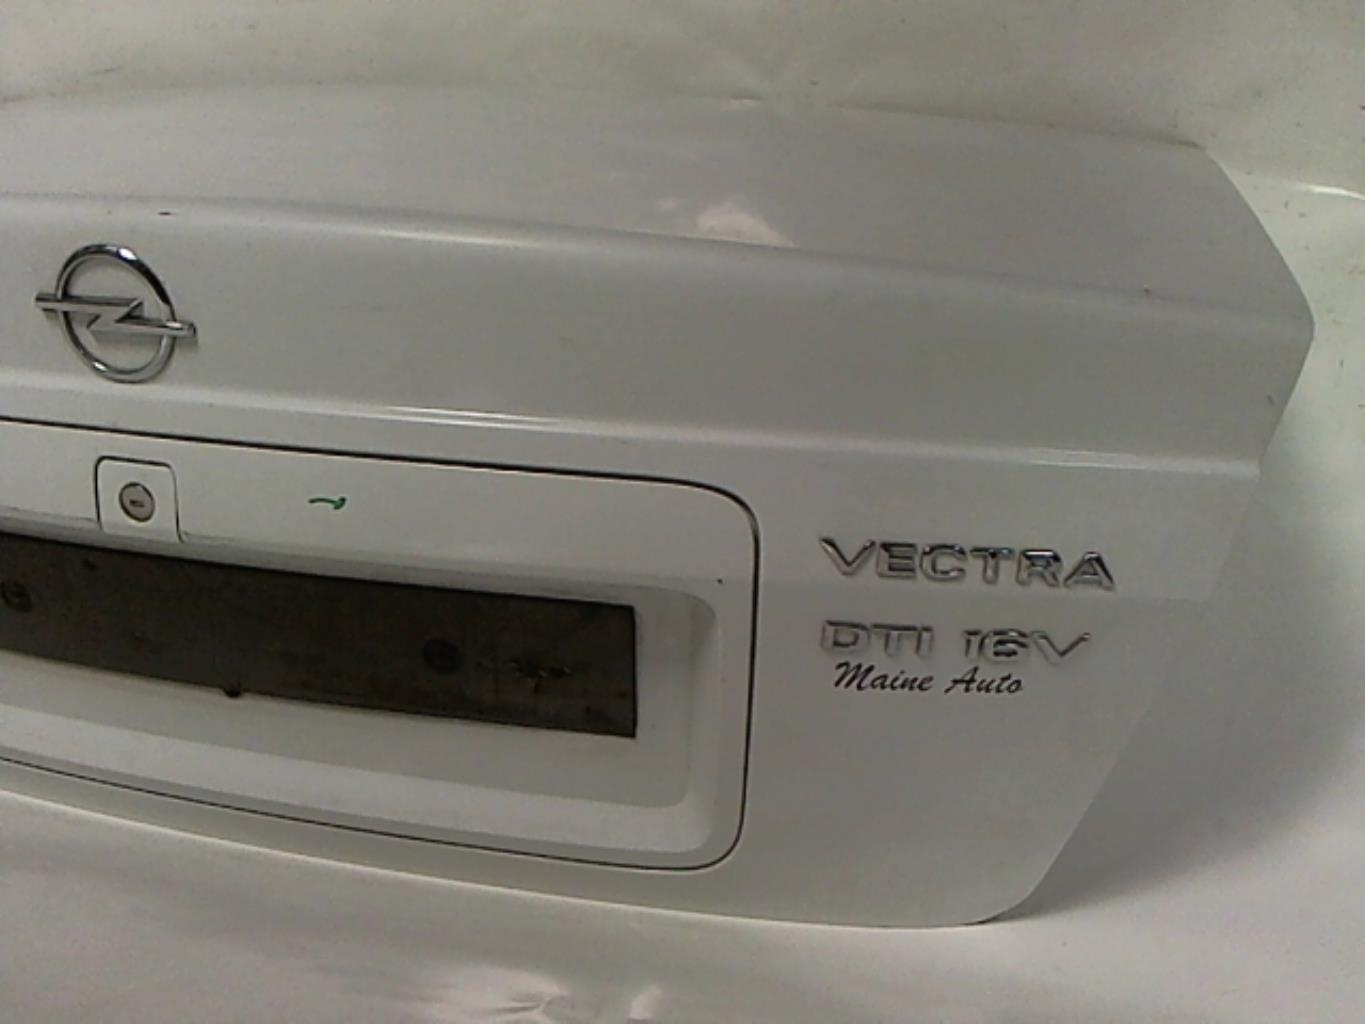 VECTRA
DTI 16V
Maine Auto